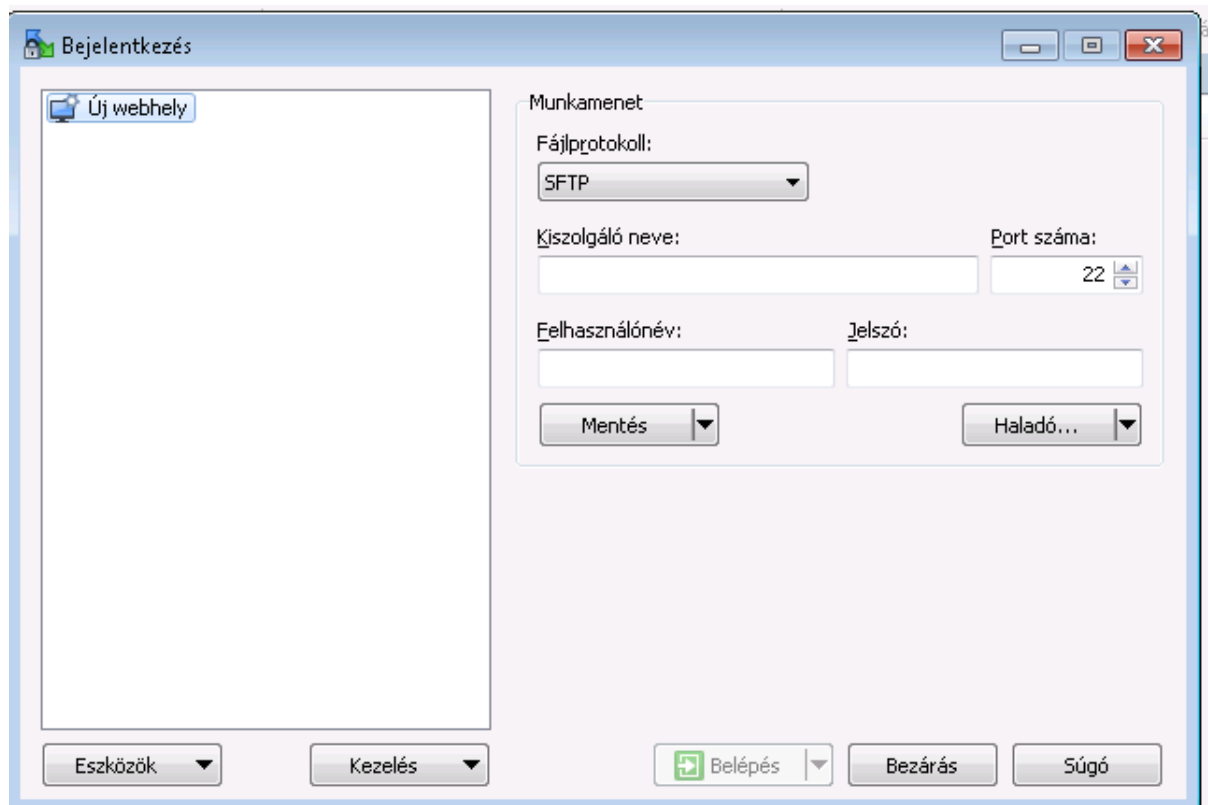 Bejelentkezés
Új webhely
Munkamenet
Fájlprotokoll:
SFTP
Kiszolgáló neve:
Port száma:
22
Felhasználónév:
Jelszó:
Mentés
Haladó...
Eszközök
Kezelés
Belépés
Bezárás
Súgó